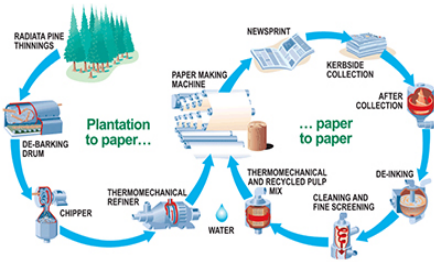 RADIATA PINE
THINNINGS
DE-BARKING
DRUM
CHIPPER
THERMOMECHANICAL
REFINER
Plantation
to paper...
PAPER MAKING
MACHINE
WATER
NEWSPRINT
KERBSIDE
COLLECTION
AFTER
COLLECTION
... paper
to paper
DE-INKING
CLEANING AND
FINE SCREENING
THERMOMECHANICAL
AND RECYCLED PULP
MIX